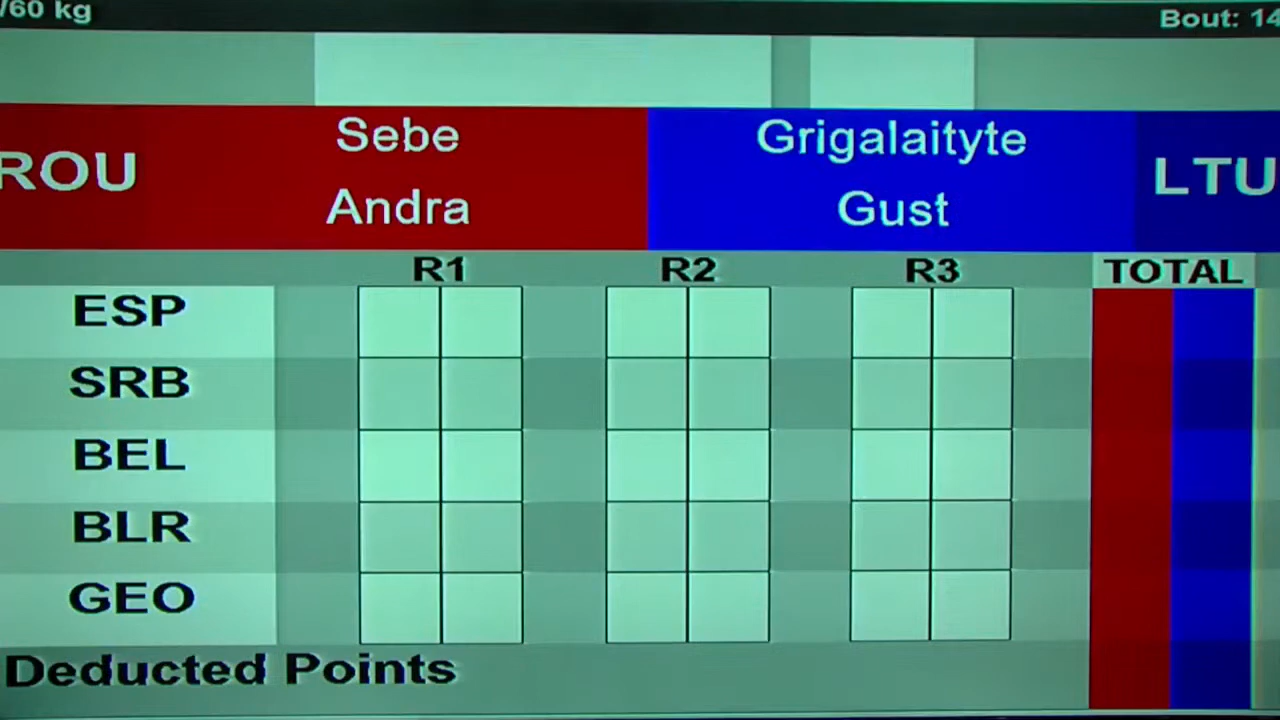 /60 kg
Bout: 14
ROU
Sebe
Andra
Grigalaityte
Gust
LTU
R1 R2 R3 TOTAL
ESP
SRB
BEL
BLR
GEO
Deducted Points